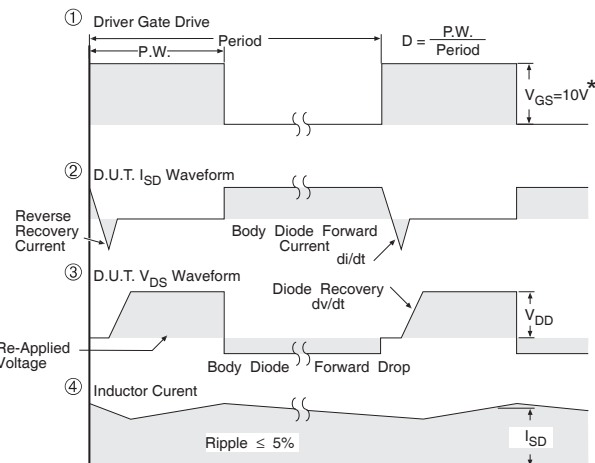 ① Driver Gate Drive
Period
P.W.
D = P.W. / Period
V_GS=10V*
② D.U.T. I_SD Waveform
Reverse
Recovery
Current
Body Diode Forward
Current
di/dt
③ D.U.T. V_DS Waveform
Diode Recovery
dv/dt
V_DD
Re-Applied
Voltage
Body Diode Forward Drop
④ Inductor Curent
Ripple ≤ 5%
I_SD